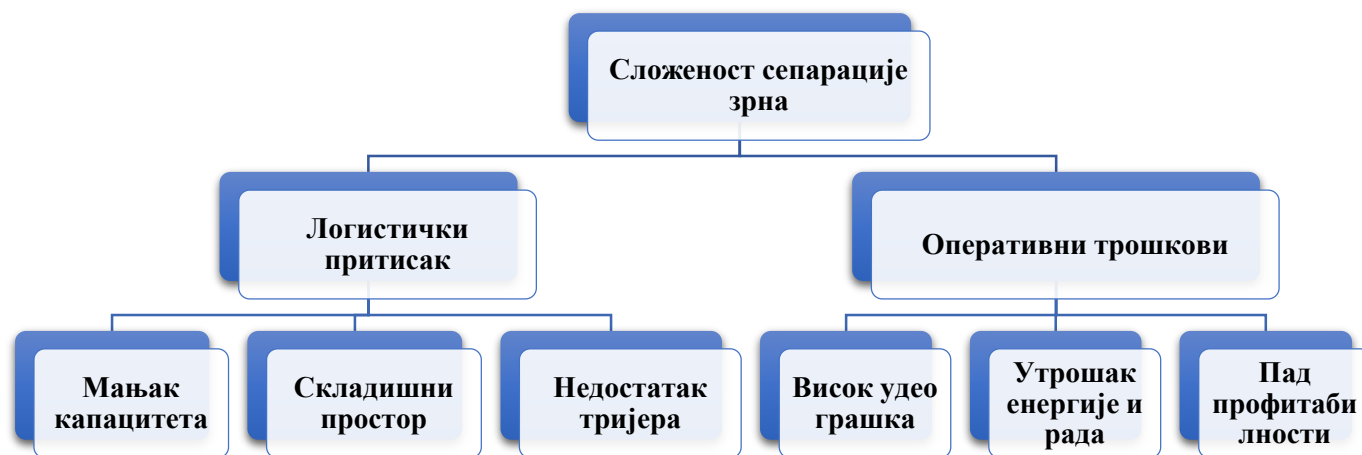 Сложеност сепарације
зрна
Логистички
притисак
Оперативни трошкови
Мањак
капацитета
Складишни
простор
Недостатак
тријера
Висок удео
грашка
Утрошак
енергије и
рада
Пад
профитаби
лности